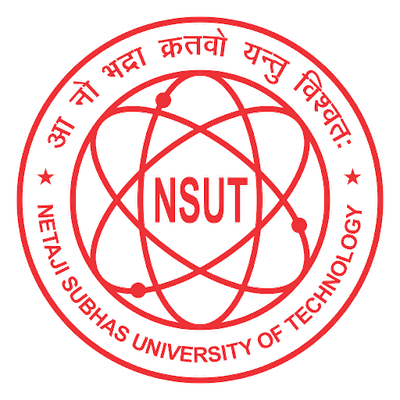 आ नो भद्रा क्रतवो यन्तु विश्वतः
NSUT
NETAJI SUBHAS UNIVERSITY OF TECHNOLOGY